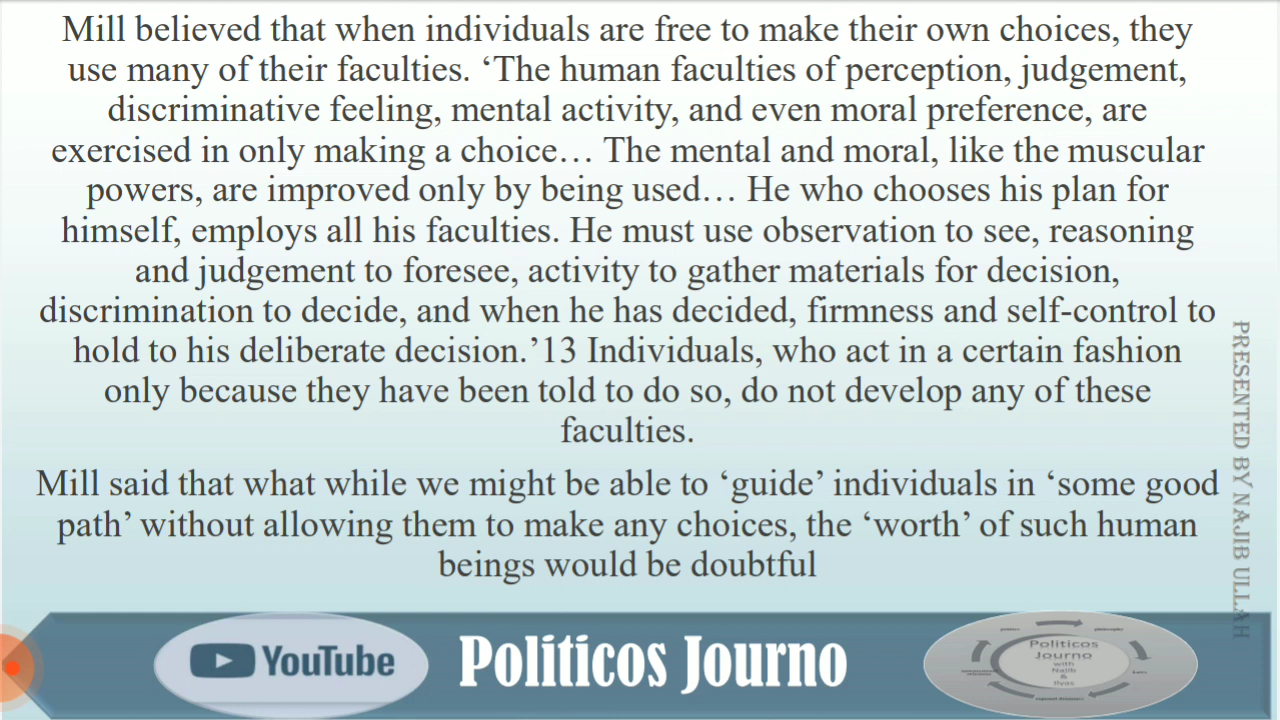 Mill believed that when individuals are free to make their own choices, they
use many of their faculties. ‘The human faculties of perception, judgement,
discriminative feeling, mental activity, and even moral preference, are
exercised in only making a choice… The mental and moral, like the muscular
powers, are improved only by being used… He who chooses his plan for
himself, employs all his faculties. He must use observation to see, reasoning
and judgement to foresee, activity to gather materials for decision,
discrimination to decide, and when he has decided, firmness and self-control to
hold to his deliberate decision.’13 Individuals, who act in a certain fashion
only because they have been told to do so, do not develop any of these
faculties.
Mill said that what while we might be able to ‘guide’ individuals in ‘some good
path’ without allowing them to make any choices, the ‘worth’ of such human
beings would be doubtful
PRESENTED BY NAJIB ULLAH
YouTube
Politicos Journo
Politicos
Journo
with
Najib
&
Ilyas